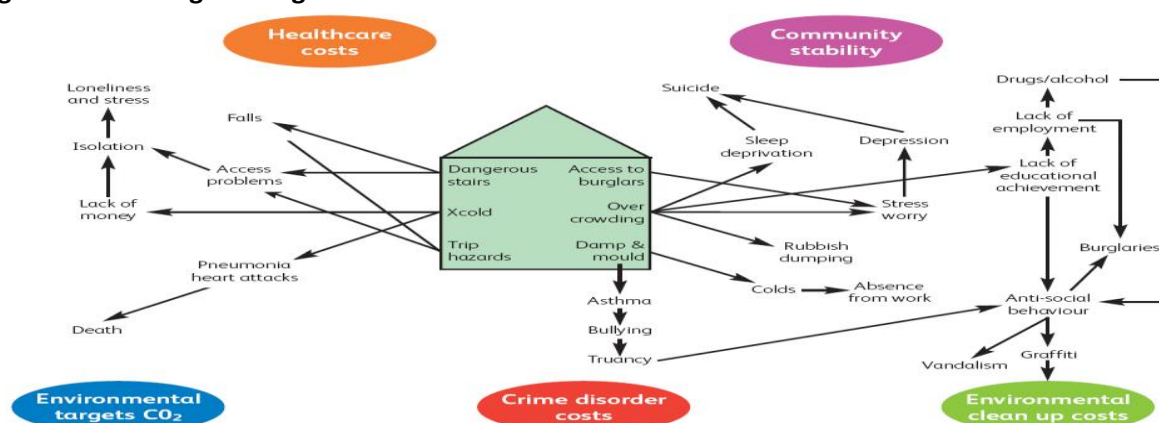 Healthcare
costs
Community
stability
Loneliness
and stress
Isolation
Lack of
money
Falls
Access
problems
Pneumonia
heart attacks
Death
Dangerous
stairs
Xcold
Trip
hazards
Access to
burglars
Over
crowding
Damp &
mould
Asthma
Bullying
Truancy
Suicide
Sleep
deprivation
Depression
Stress
worry
Rubbish
dumping
Colds
Absence
from work
Drugs/alcohol
Lack of
employment
Lack of
educational
achievement
Burglaries
Anti-social
behaviour
Vandalism
Graffiti
Environmental
targets C0₂
Crime disorder
costs
Environmental
clean up costs